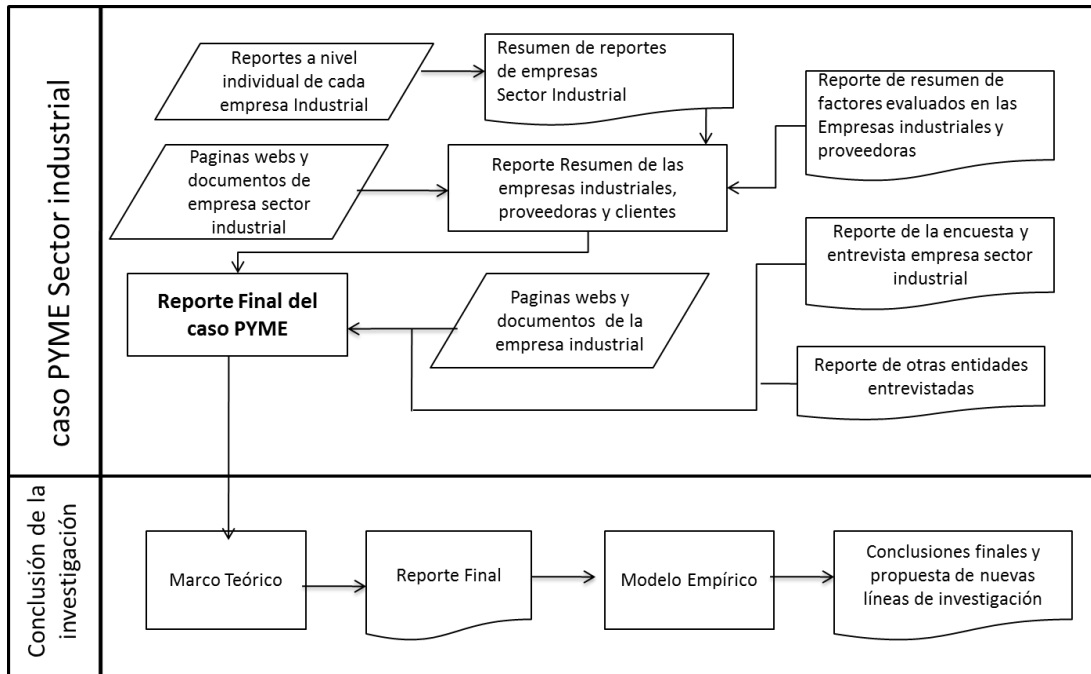 caso PYME Sector industrial
Reportes a nivel
individual de cada
empresa Industrial
Resumen de reportes
de empresas
Sector Industrial
Reporte de resumen de
factores evaluados en las
Empresas industriales y
proveedoras
Paginas webs y
documentos de
empresa sector
industrial
Reporte Resumen de las
empresas industriales,
proveedoras y clientes
Reporte de la encuesta y
entrevista empresa sector
industrial
Reporte Final del
caso PYME
Paginas webs y
documentos de la
empresa industrial
Reporte de otras entidades
entrevistadas
Conclusión de la
investigación
Marco Teórico
Reporte Final
Modelo Empírico
Conclusiones finales y
propuesta de nuevas
líneas de investigación